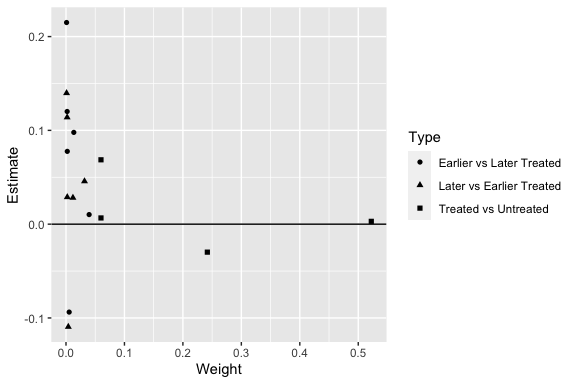 0.2
0.1
0.0
-0.1
Estimate
0.0 0.1 0.2 0.3 0.4 0.5
Weight
Type
Earlier vs Later Treated
Later vs Earlier Treated
Treated vs Untreated